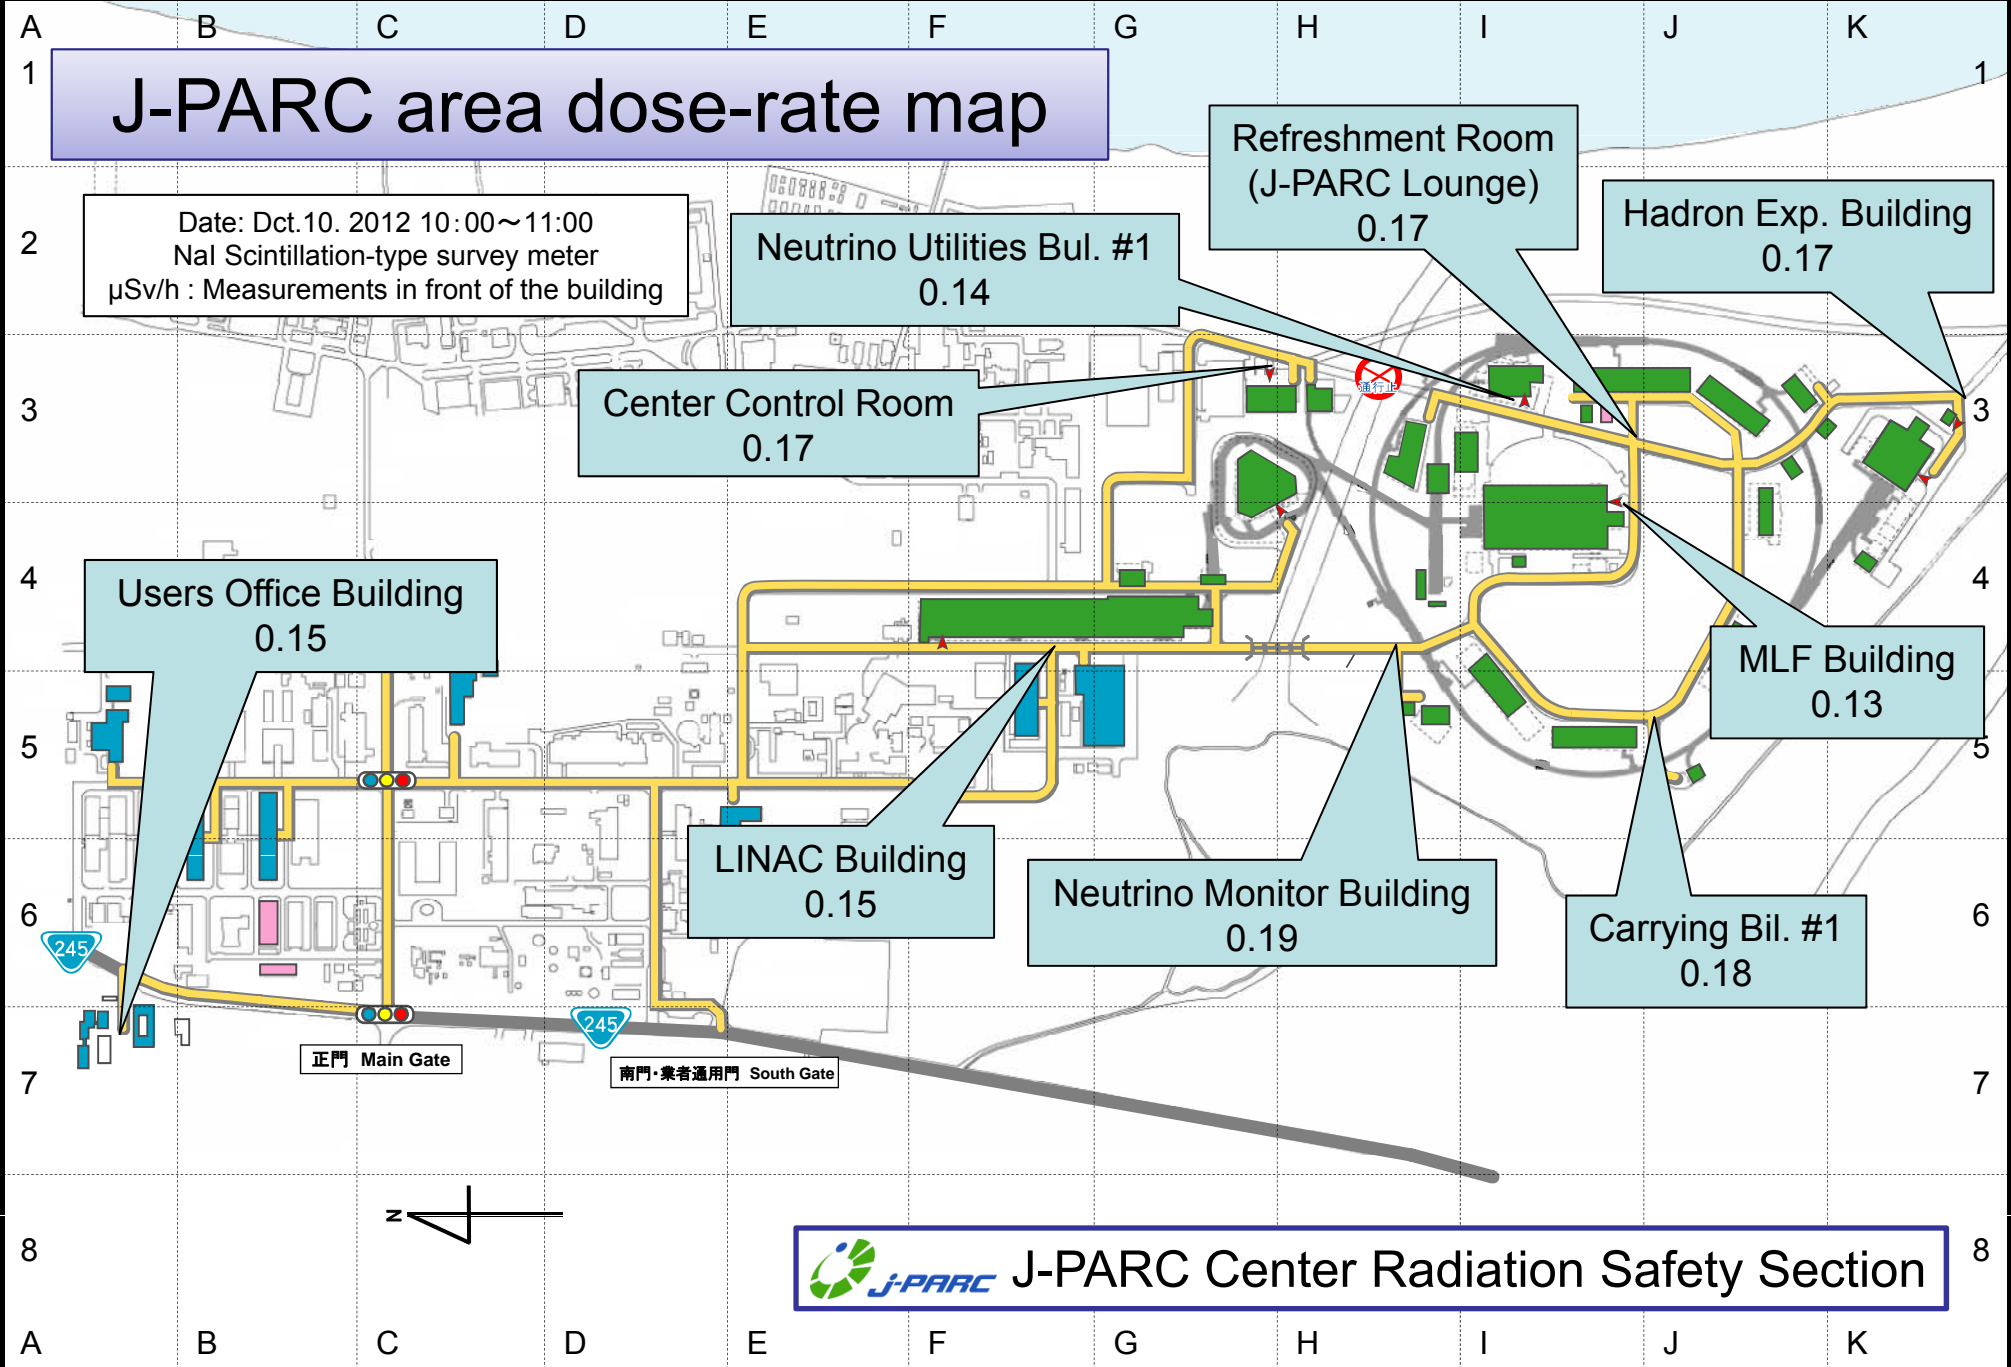 A B C D E F G H I J K
1 1
J-PARC area dose-rate map
Refreshment Room
(J-PARC Lounge)
0.17
Hadron Exp. Building
0.17
2
Date: Dct.10. 2012 10:00～11:00
NaI Scintillation-type survey meter
μSv/h : Measurements in front of the building
Neutrino Utilities Bul. #1
0.14
通行止
3 3
Center Control Room
0.17
4 4
Users Office Building
0.15
MLF Building
0.13
5 5
LINAC Building
0.15
Neutrino Monitor Building
0.19
Carrying Bil. #1
0.18
6 6
245
245
正門 Main Gate
南門・業者通用門 South Gate
7 7
N
8 8
J-PARC J-PARC Center Radiation Safety Section
A B C D E F G H I J K